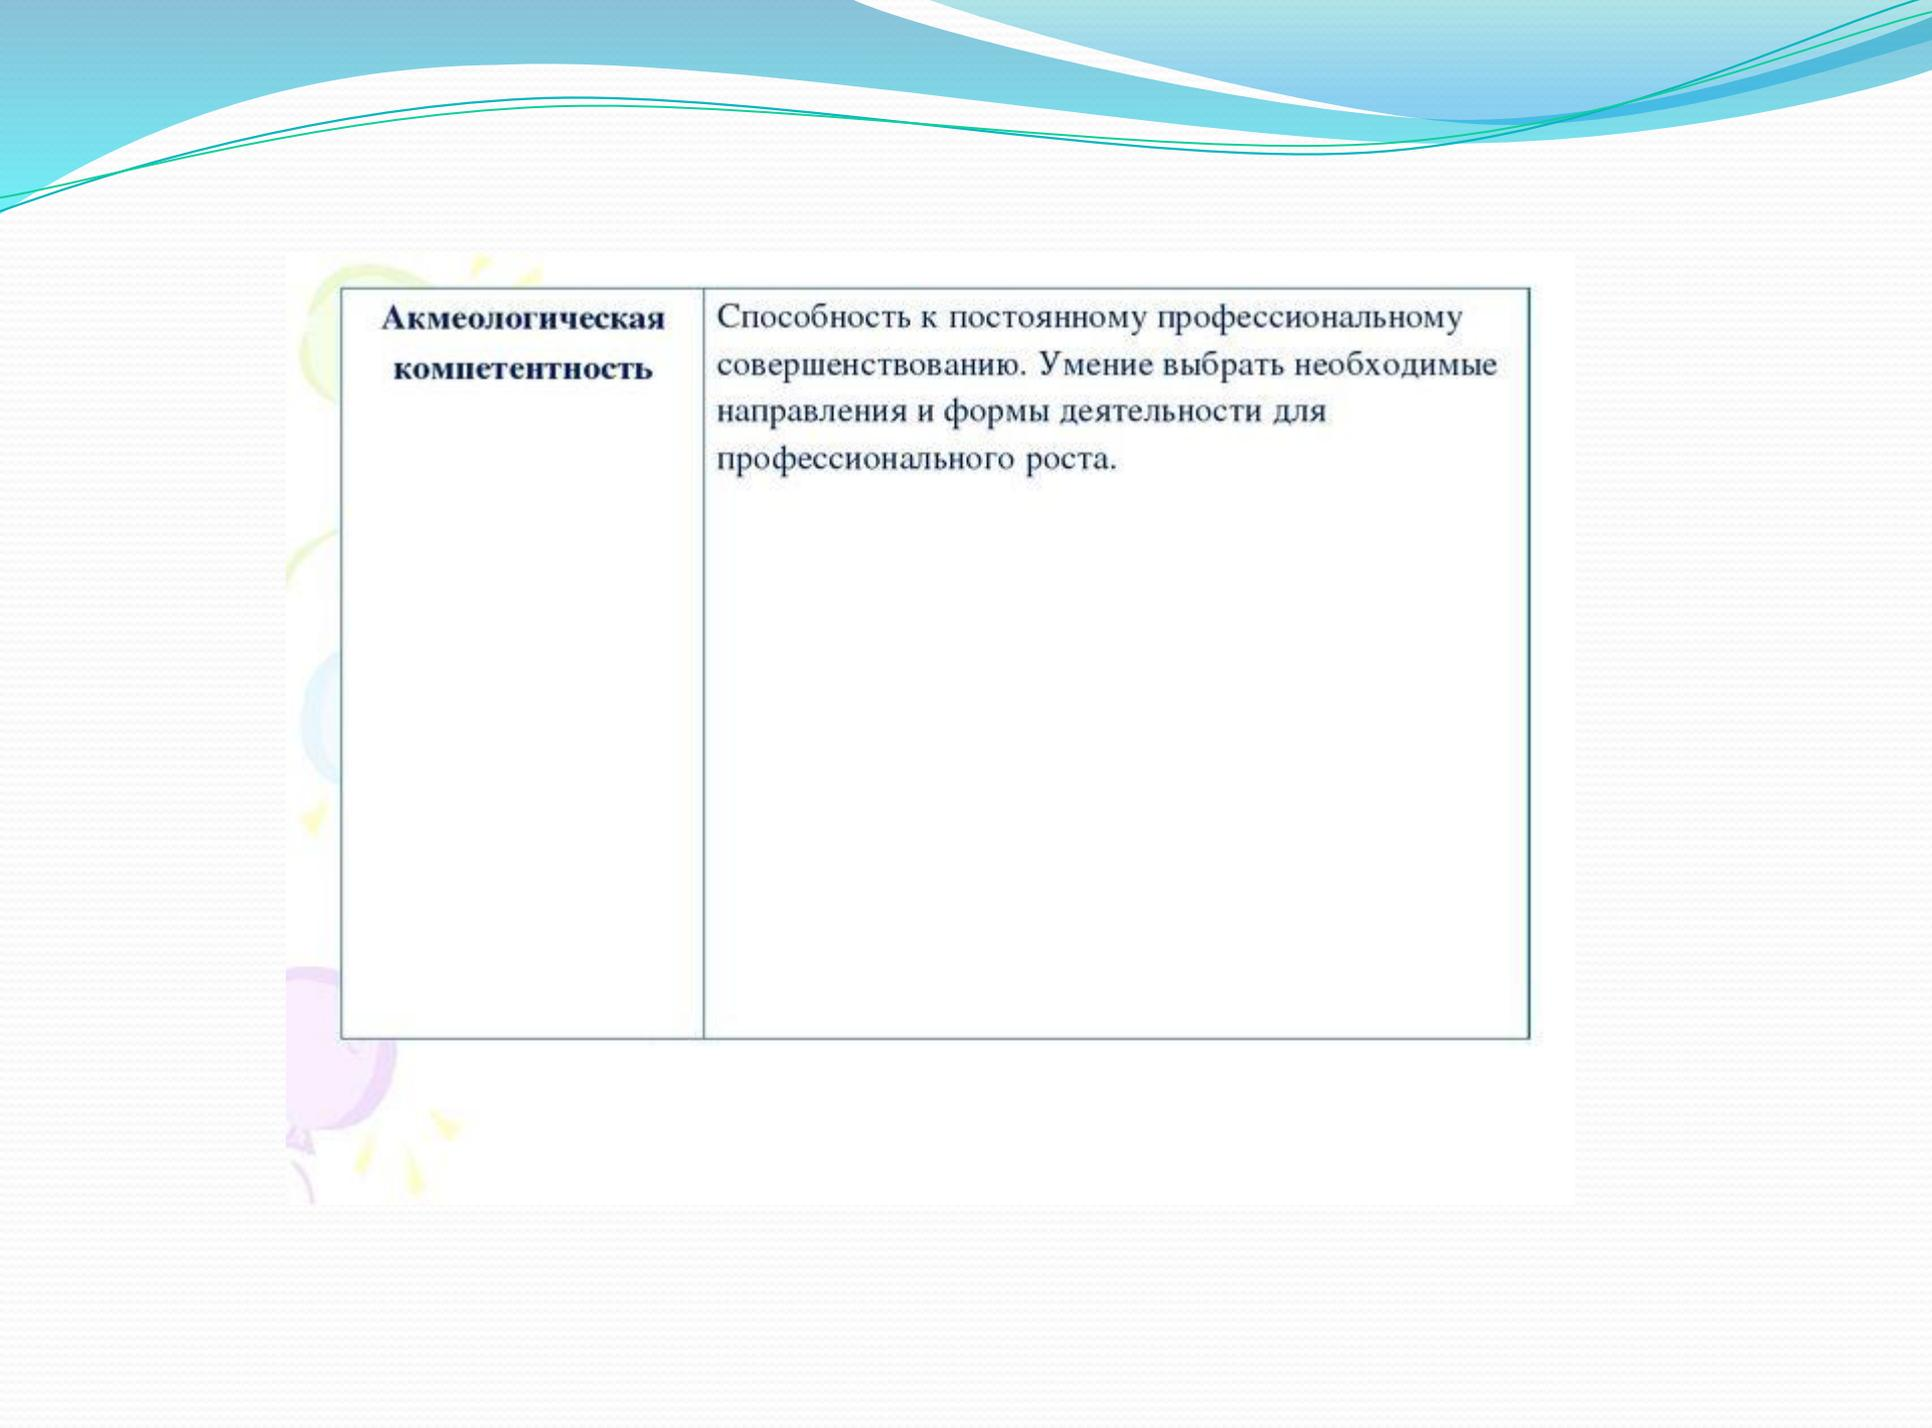 Акмеологическая
компетентность
Способность к постоянному профессиональному
совершенствованию. Умение выбрать необходимые
направления и формы деятельности для
профессионального роста.